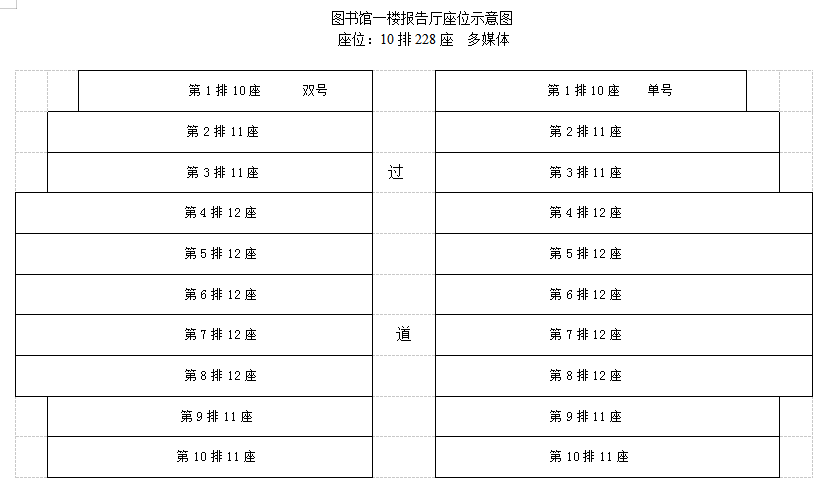 图书馆一楼报告厅座位示意图
座位：10 排 228 座 多媒体
第 1 排 10 座 双号 第 1 排 10 座 单号
第 2 排 11 座 第 2 排 11 座
第 3 排 11 座 过 第 3 排 11 座
第 4 排 12 座 第 4 排 12 座
第 5 排 12 座 第 5 排 12 座
第 6 排 12 座 第 6 排 12 座
第 7 排 12 座 道 第 7 排 12 座
第 8 排 12 座 第 8 排 12 座
第 9 排 11 座 第 9 排 11 座
第 10 排 11 座 第 10 排 11 座